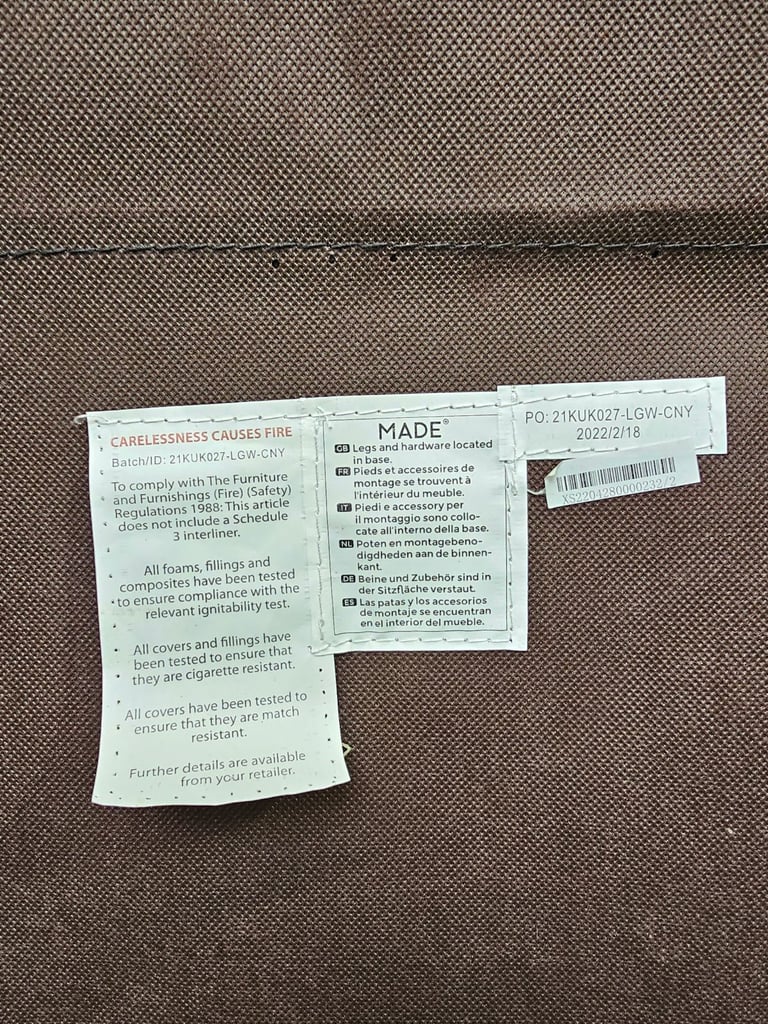 CARELESSNESS CAUSES FIRE
Batch/ID: 21KUK027-LGW-CNY
To comply with The Furniture
and Furnishings (Fire) (Safety)
Regulations 1988: This article
does not include a Schedule
3 interliner.
All foams, fillings and
composites have been tested
to ensure compliance with the
relevant ignitability test.
All covers and fillings have
been tested to ensure that
they are cigarette resistant.
All covers have been tested to
ensure that they are match
resistant.
Further details are available
from your retailer.
MADE®
GB Legs and hardware located
in base.
FR Pieds et accessoires de
montage se trouvent à
l'intérieur du meuble.
IT Piedi e accessory per
il montaggio sono collo-
cate all'interno della base.
NL Poten en montagebeno-
digdheden aan de binnen-
kant.
DE Beine und Zubehör sind in
der Sitzfläche verstaut.
ES Las patas y los accesorios
de montaje se encuentran
en el interior del mueble.
PO: 21KUK027-LGW-CNY
2022/2/18
XS2204280000232/2